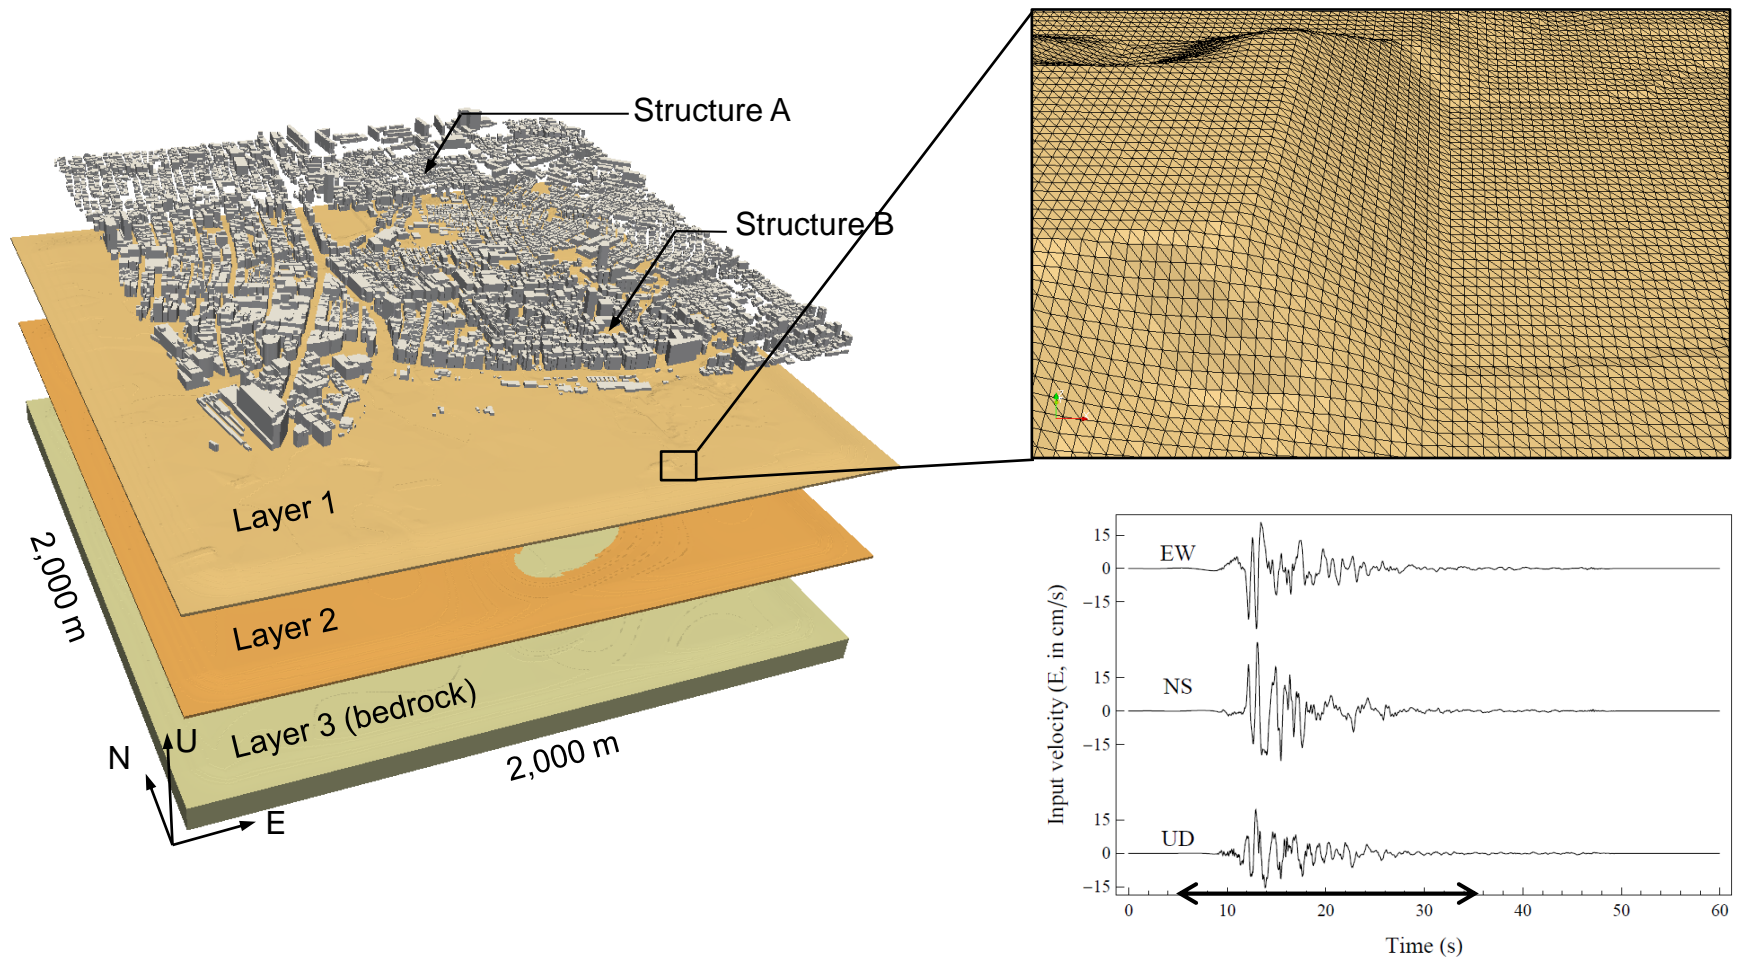 Structure A
Structure B
Layer 1
Layer 2
Layer 3 (bedrock)
2,000 m
2,000 m
N
U
E
Input velocity (E, in cm/s)
EW
15
0
−15
NS
15
0
−15
UD
15
0
−15
0 10 20 30 40 50 60
Time (s)